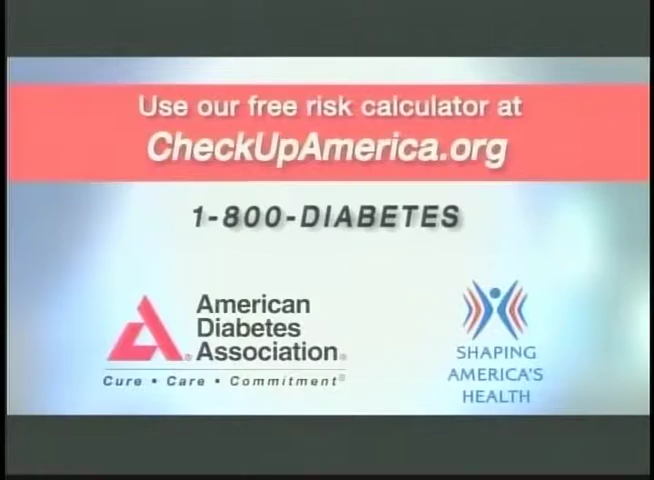 Use our free risk calculator at
CheckUpAmerica.org
1-800-DIABETES
American
Diabetes
Association®
Cure • Care • Commitment®
SHAPING
AMERICA'S
HEALTH